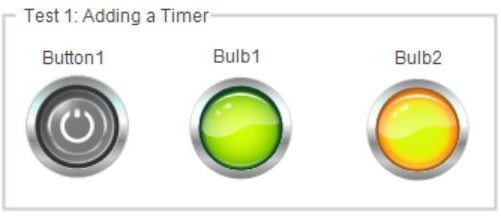 Test 1: Adding a Timer
Button1
Bulb1
Bulb2